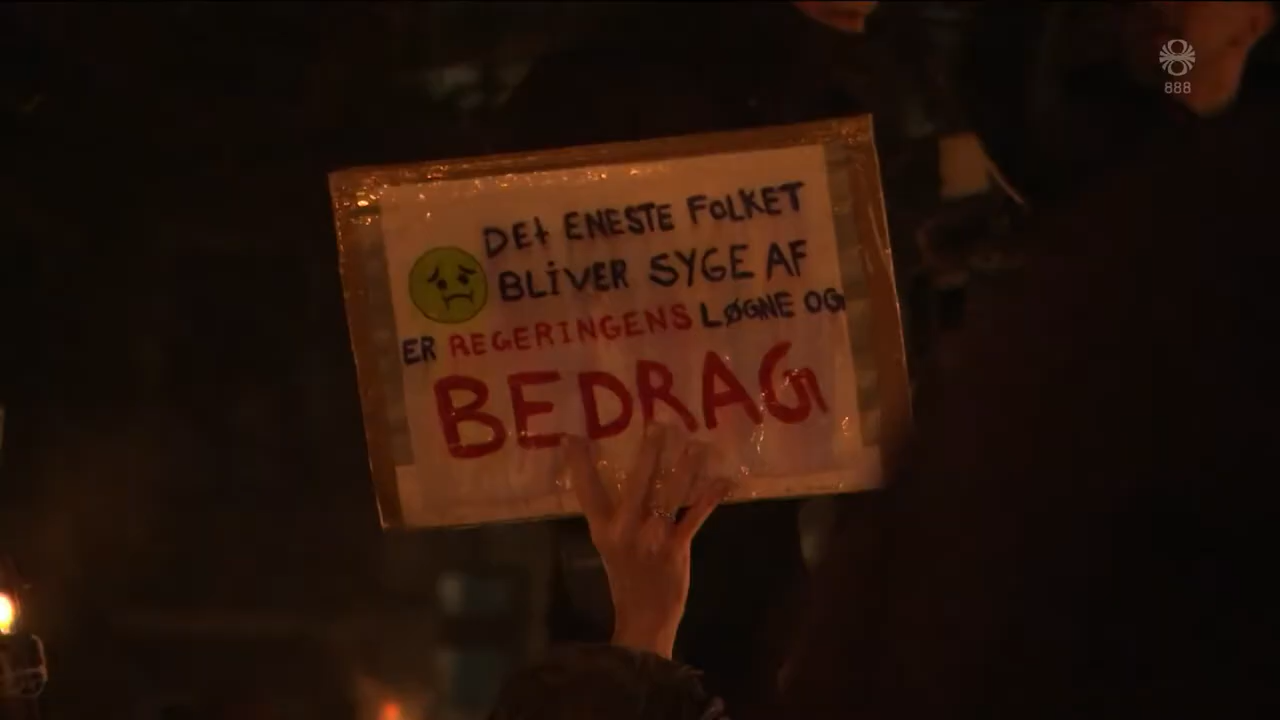 888
DEt ENESTE FOLKET
BLiVER SYGE AF
ER REGERINGENS LØGNE OG
BEDRAG